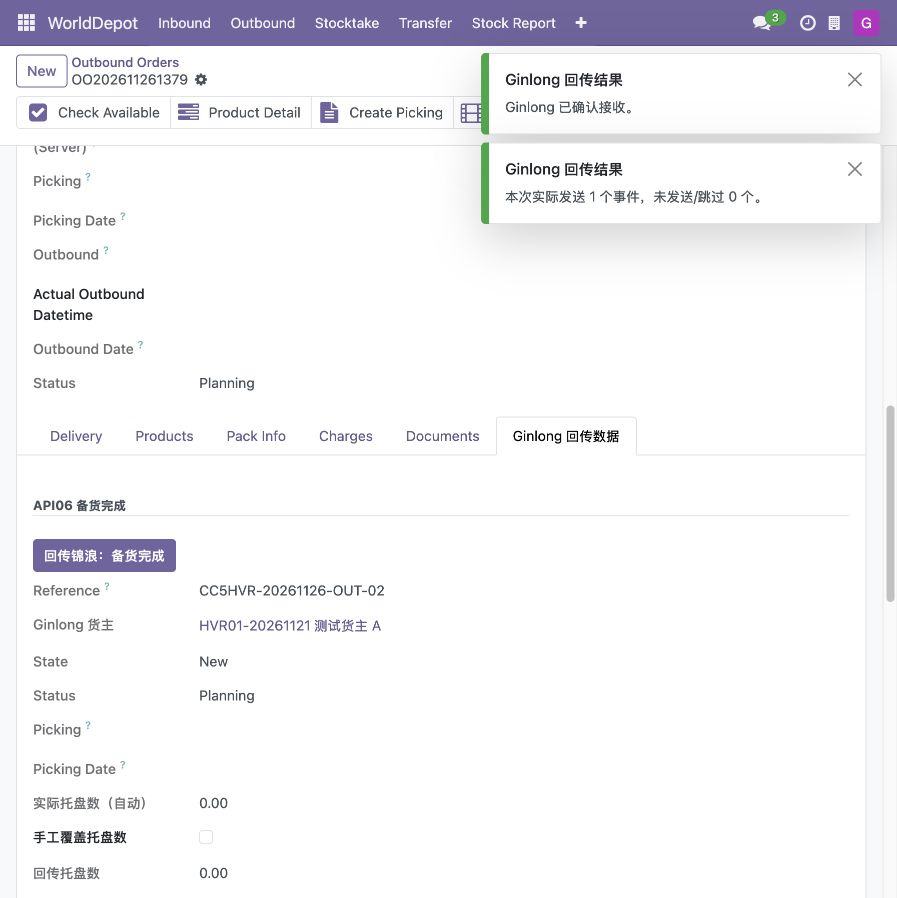 WorldDepot Inbound Outbound Stocktake Transfer Stock Report + 3 G
New
Outbound Orders
OO202611261379
Check Available Product Detail Create Picking
Ginlong 回传结果
Ginlong 已确认接收。
Ginlong 回传结果
本次实际发送 1 个事件，未发送/跳过 0 个。
(Server)
Picking ?
Picking Date ?
Outbound ?
Actual Outbound
Datetime
Outbound Date ?
Status Planning
Delivery Products Pack Info Charges Documents Ginlong 回传数据
API06 备货完成
回传锦浪：备货完成
Reference ? CC5HVR-20261126-OUT-02
Ginlong 货主 HVR01-20261121 测试货主 A
State New
Status Planning
Picking ?
Picking Date ?
实际托盘数（自动） 0.00
手工覆盖托盘数
回传托盘数 0.00